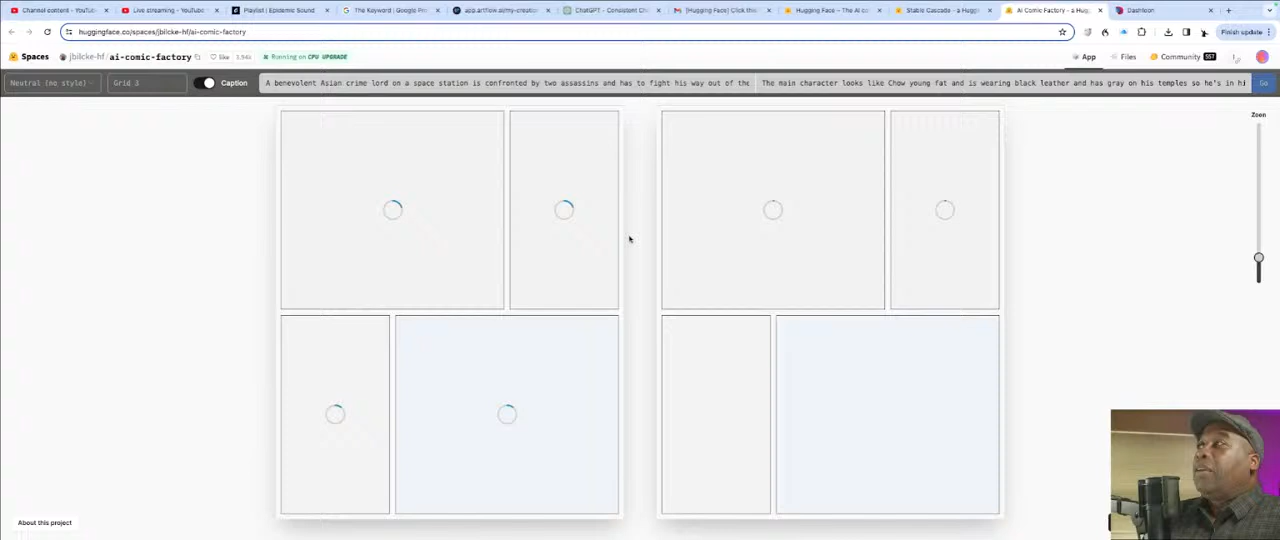 Channel content - YouTube
Live streaming - YouTube
Playlist | Epidemic Sound
The Keyword | Google Pr
app.artflow.ai/my-creatio
ChatGPT - Consistent Ch
[Hugging Face] Click this
Hugging Face – The AI co
Stable Cascade - a Hugg
AI Comic Factory - a Hug
Dashtoon
huggingface.co/spaces/jbilcke-hf/ai-comic-factory
Finish update
Spaces
jbilcke-hf/ai-comic-factory
Like
Running on CPU UPGRADE
App
Files
Community
Neutral (no style)
Grid 3
Caption
A benevolent Asian crime lord on a space station is confronted by two assassins and has to fight his way out of the
The main character looks like Chow young fat and is wearing black leather and has gray on his temples so he's in hi
Go
Zoom
About this project